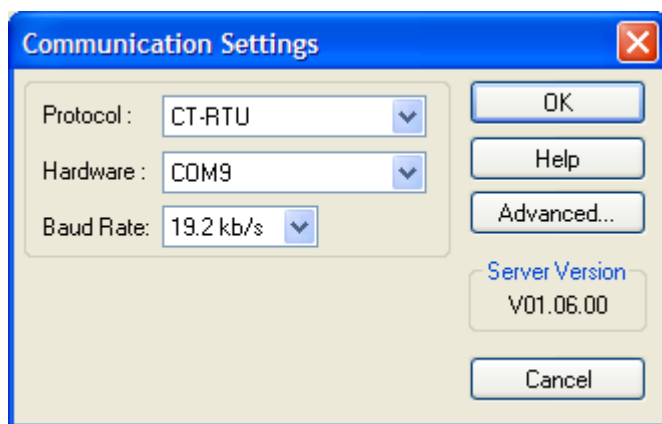 Communication Settings
Protocol : CT-RTU
Hardware : COM9
Baud Rate: 19.2 kb/s
OK
Help
Advanced...
Server Version
V01.06.00
Cancel